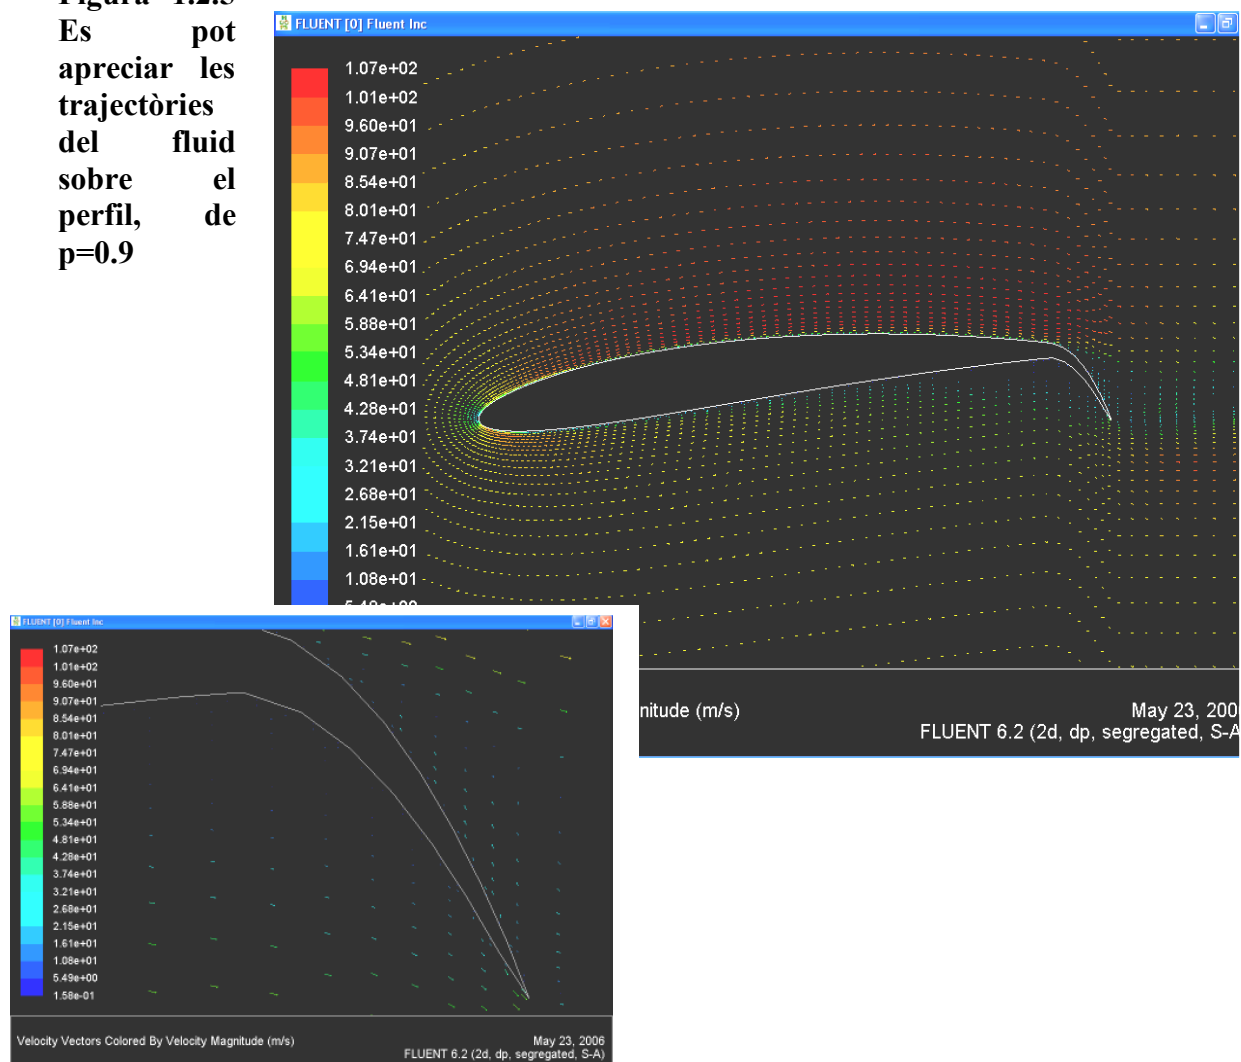 Figura 1.2.3
Es pot
apreciar les
trajectòries
del fluid
sobre el
perfil, de
p=0.9
FLUENT [0] Fluent Inc
1.07e+02
1.01e+02
9.60e+01
9.07e+01
8.54e+01
8.01e+01
7.47e+01
6.94e+01
6.41e+01
5.88e+01
5.34e+01
4.81e+01
4.28e+01
3.74e+01
3.21e+01
2.68e+01
2.15e+01
1.61e+01
1.08e+01
nitude (m/s)
May 23, 200
FLUENT 6.2 (2d, dp, segregated, S-A
FLUENT [0] Fluent Inc
1.07e+02
1.01e+02
9.60e+01
9.07e+01
8.54e+01
8.01e+01
7.47e+01
6.94e+01
6.41e+01
5.88e+01
5.34e+01
4.81e+01
4.28e+01
3.74e+01
3.21e+01
2.68e+01
2.15e+01
1.61e+01
1.08e+01
5.49e+00
1.58e-01
Velocity Vectors Colored By Velocity Magnitude (m/s)
May 23, 2006
FLUENT 6.2 (2d, dp, segregated, S-A)